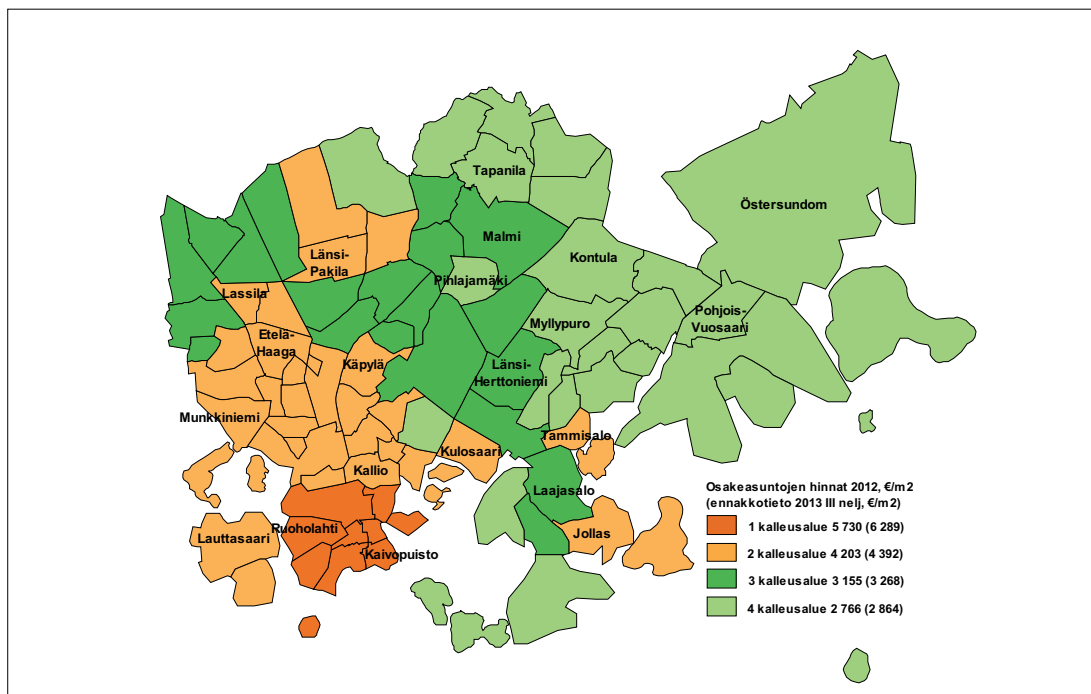 Tapanila
Östersundom
Malmi
Länsi-
Pakila
Kontula
Pihlajamäki
Lassila
Pohjois-
Vuosaari
Myllypuro
Etelä-
Haaga
Käpylä
Länsi-
Herttoniemi
Munkkiniemi
Tammisalo
Kulosaari
Kallio
Laajasalo
Ruoholahti
Lauttasaari
Jollas
Kaivopuisto
Osakeasuntojen hinnat 2012, €/m2
(ennakkotieto 2013 III nelj, €/m2)
1 kalleusalue 5 730 (6 289)
2 kalleusalue 4 203 (4 392)
3 kalleusalue 3 155 (3 268)
4 kalleusalue 2 766 (2 864)